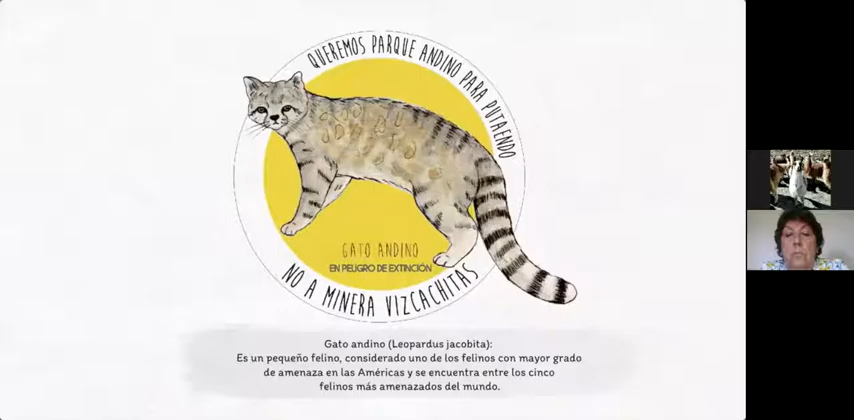 QUEREMOS PARQUE ANDINO PARA PUTAENDO
GATO ANDINO
EN PELIGRO DE EXTINCIÓN
NO A MINERA VIZCACHITAS
Gato andino (Leopardus jacobita):
Es un pequeño felino, considerado uno de los felinos con mayor grado
de amenaza en las Américas y se encuentra entre los cinco
felinos más amenazados del mundo.